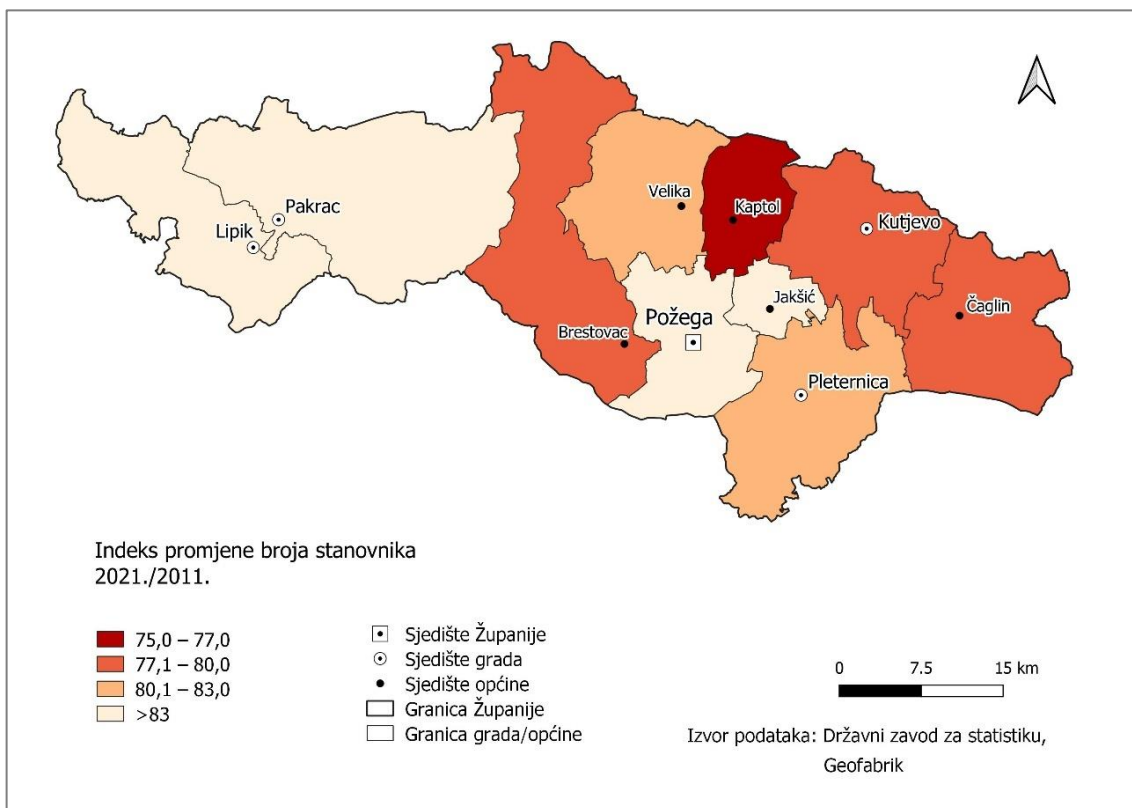 Velika
Kaptol
Pakrac
Kutjevo
Lipik
Jakšić
Čaglin
Požega
Brestovac
Pleternica
Indeks promjene broja stanovnika
2021./2011.
75,0 – 77,0
77,1 – 80,0
80,1 – 83,0
>83
Sjedište Županije
Sjedište grada
Sjedište općine
Granica Županije
Granica grada/općine
0 7.5 15 km
Izvor podataka: Državni zavod za statistiku,
Geofabrik